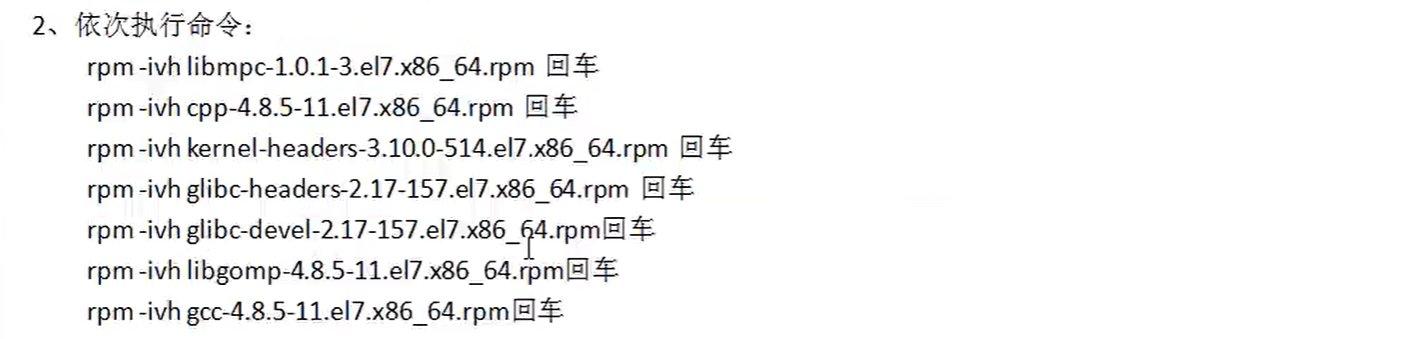 2、依次执行命令：
rpm -ivh libmpc-1.0.1-3.el7.x86_64.rpm 回车
rpm -ivh cpp-4.8.5-11.el7.x86_64.rpm 回车
rpm -ivh kernel-headers-3.10.0-514.el7.x86_64.rpm 回车
rpm -ivh glibc-headers-2.17-157.el7.x86_64.rpm 回车
rpm -ivh glibc-devel-2.17-157.el7.x86_64.rpm回车
rpm -ivh libgomp-4.8.5-11.el7.x86_64.rpm回车
rpm -ivh gcc-4.8.5-11.el7.x86_64.rpm回车